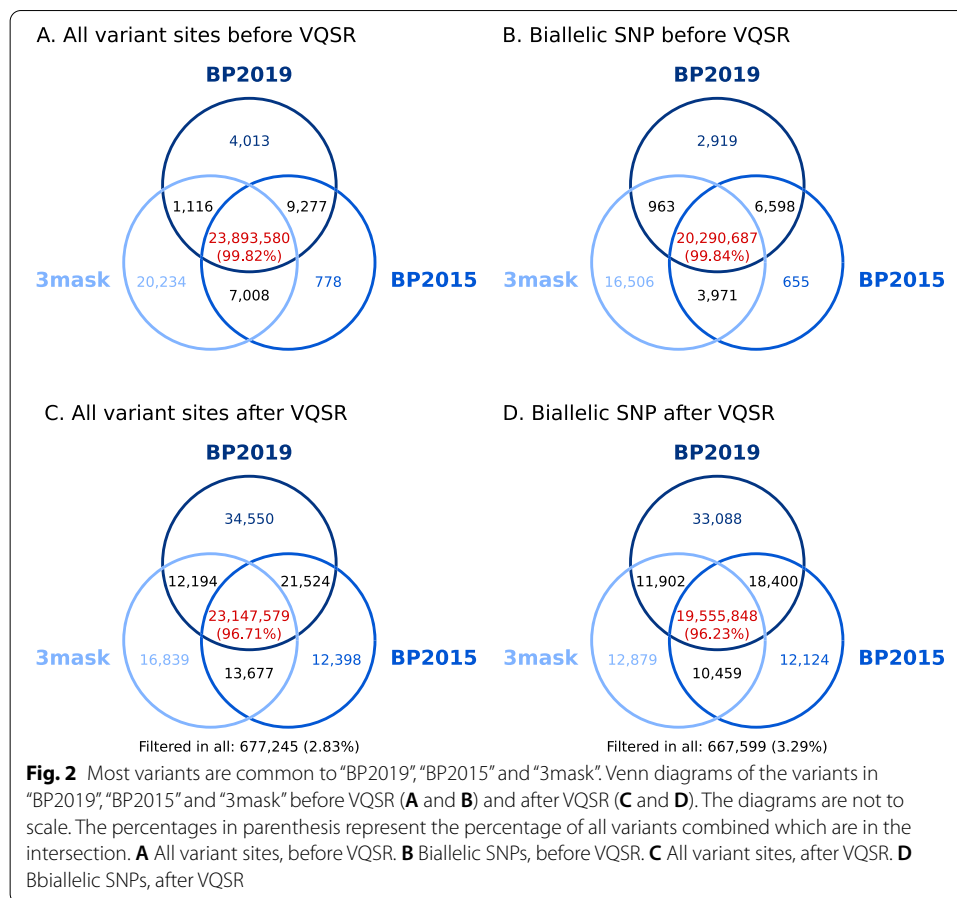 A. All variant sites before VQSR
BP2019
4,013
1,116
9,277
23,893,580
(99.82%)
3mask
20,234
778
BP2015
7,008
B. Biallelic SNP before VQSR
BP2019
2,919
963
6,598
20,290,687
(99.84%)
3mask
16,506
655
BP2015
3,971
C. All variant sites after VQSR
BP2019
34,550
12,194
21,524
23,147,579
(96.71%)
3mask
16,839
12,398
BP2015
13,677
Filtered in all: 677,245 (2.83%)
D. Biallelic SNP after VQSR
BP2019
33,088
11,902
18,400
19,555,848
(96.23%)
3mask
12,879
12,124
BP2015
10,459
Filtered in all: 667,599 (3.29%)
Fig. 2 Most variants are common to “BP2019”, “BP2015” and “3mask”. Venn diagrams of the variants in
“BP2019”, “BP2015” and “3mask” before VQSR (A and B) and after VQSR (C and D). The diagrams are not to
scale. The percentages in parenthesis represent the percentage of all variants combined which are in the
intersection. A All variant sites, before VQSR. B Biallelic SNPs, before VQSR. C All variant sites, after VQSR. D
Bbiallelic SNPs, after VQSR